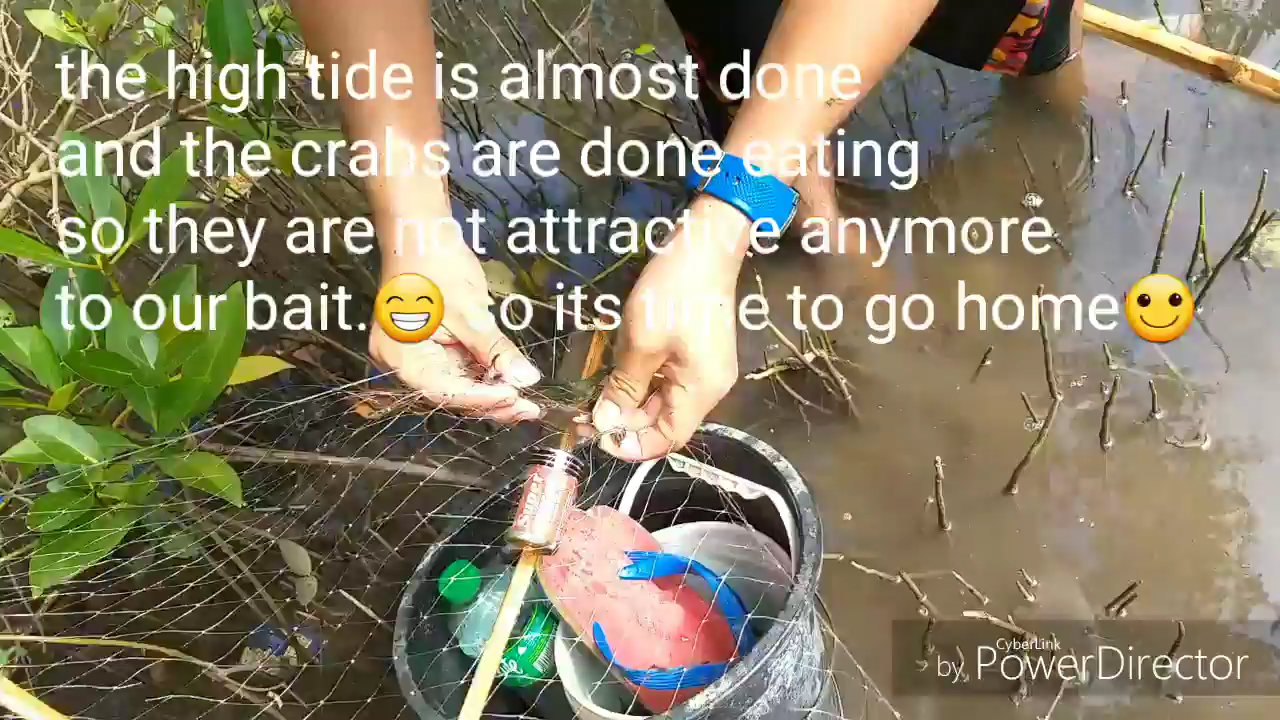 the high tide is almost done
and the crabs are done eating
so they are not attractive anymore
to our bait.😁 so its time to go home🙂
CyberLink
by PowerDirector